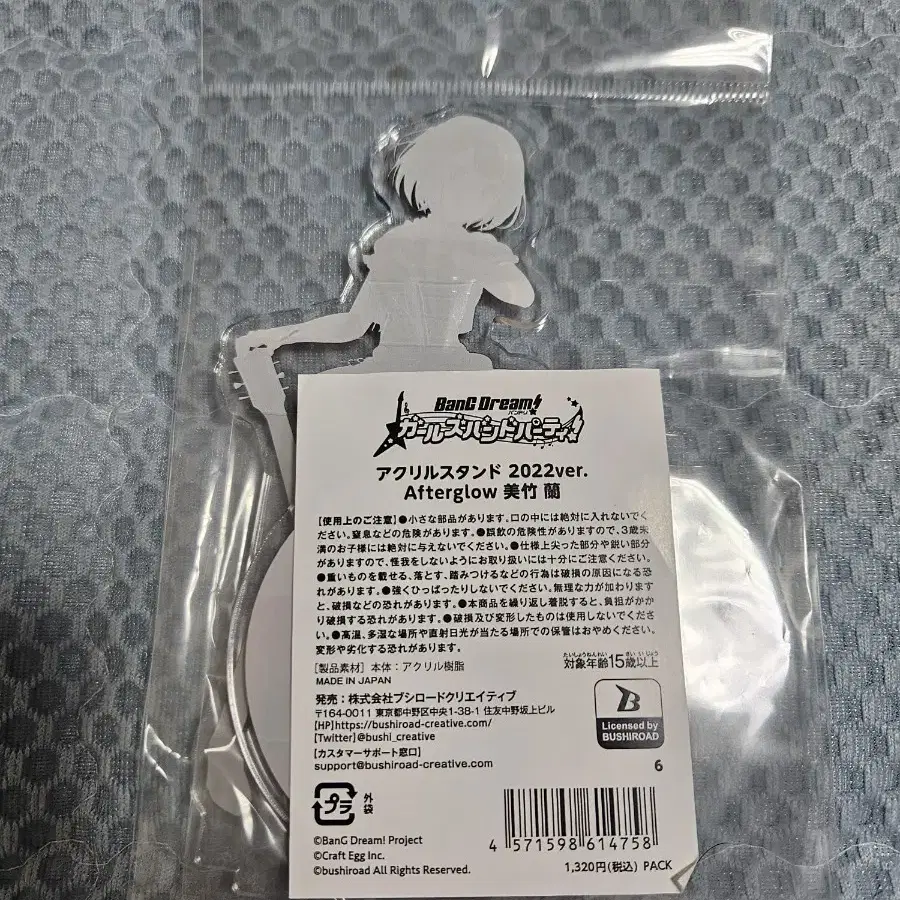 BanG Dream!
バンドリ!
ガールズバンドパーティ!
アクリルスタンド 2022ver.
Afterglow 美竹 蘭
【使用上のご注意】●小さな部品があります。口の中には絶対に入れないでく
ださい。窒息などの危険があります。●誤飲の危険性がありますので、3歳未
満のお子様には絶対に与えないでください。●仕様上尖った部分や鋭い部分
がありますので、怪我をしないようにお取り扱いには十分にご注意ください。
●重いものを載せる、落とす、踏みつけるなどの行為は破損の原因になる恐
れがあります。●強くひっぱったりしないでください。無理な力が加わります
と、破損などの恐れがあります。●本商品を繰り返し着脱すると、負担がかか
り破損する恐れがあります。●破損及び変形したものは使用しないでくださ
い。●高温、多湿な場所や直射日光が当たる場所での保管はおやめください。
変形や劣化する恐れがあります。
[製品素材] 本体:アクリル樹脂
MADE IN JAPAN
たいしょうねんれい さい いじょう
対象年齢15歳以上
発売:株式会社ブシロードクリエイティブ
〒164-0011 東京都中野区中央1-38-1 住友中野坂上ビル
[HP]https://bushiroad-creative.com/
[Twitter]@bushi_creative
【カスタマーサポート窓口】
support@bushiroad-creative.com
B
Licensed by
BUSHIROAD
6
プラ
外袋
©BanG Dream! Project
©Craft Egg Inc.
©bushiroad All Rights Reserved.
4 571598 614758
1,320円(税込) PACK